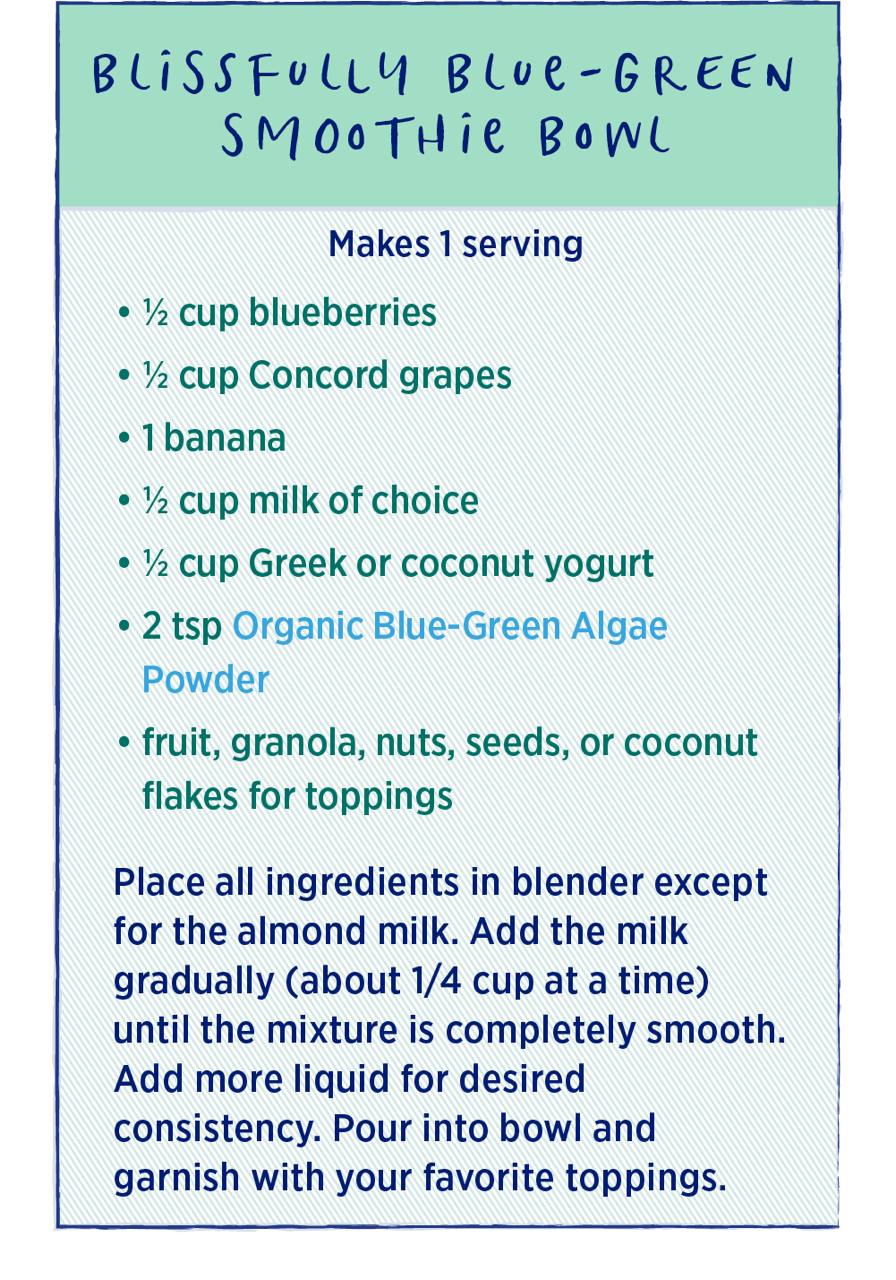 BLiSSFULLY BLUe-GREEN
SMOOTHie BOWL
Makes 1 serving
• ½ cup blueberries
• ½ cup Concord grapes
• 1 banana
• ½ cup milk of choice
• ½ cup Greek or coconut yogurt
• 2 tsp Organic Blue-Green Algae
Powder
• fruit, granola, nuts, seeds, or coconut
flakes for toppings
Place all ingredients in blender except
for the almond milk. Add the milk
gradually (about 1/4 cup at a time)
until the mixture is completely smooth.
Add more liquid for desired
consistency. Pour into bowl and
garnish with your favorite toppings.